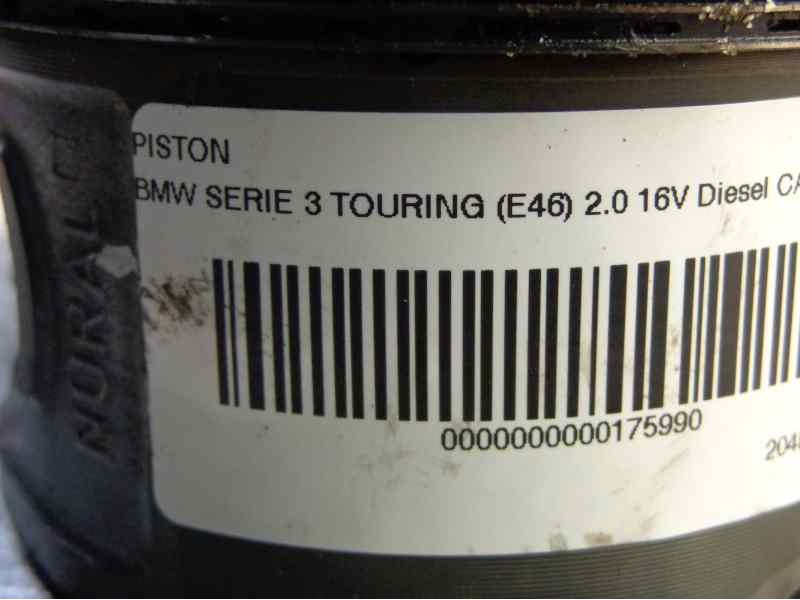 PISTON
BMW SERIE 3 TOURING (E46) 2.0 16V Diesel CA
0000000000175990
204
NURAL